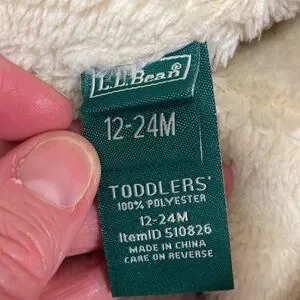 L.L.Bean®
12-24M
TODDLERS'
100% POLYESTER
12-24M
ItemID 510826
MADE IN CHINA
CARE ON REVERSE